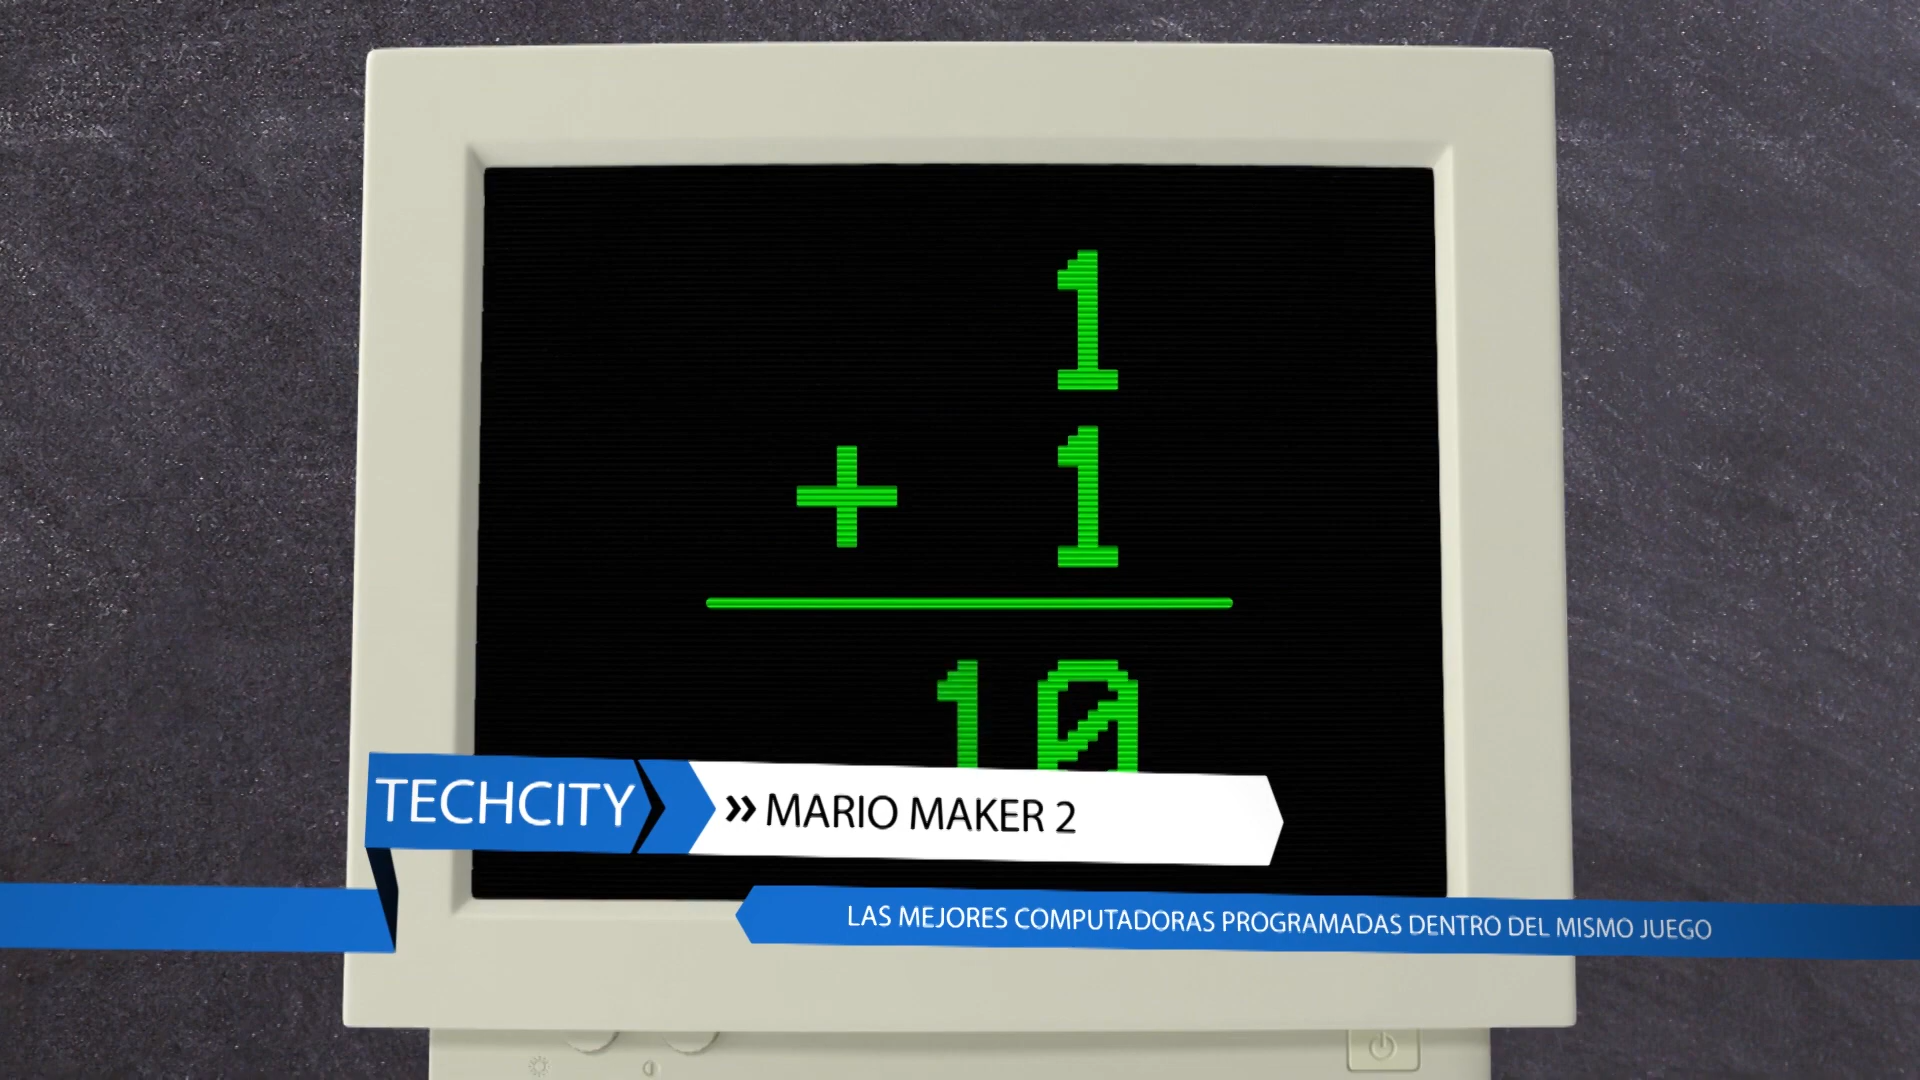 1
+ 1
10
TECHCITY
» MARIO MAKER 2
LAS MEJORES COMPUTADORAS PROGRAMADAS DENTRO DEL MISMO JUEGO